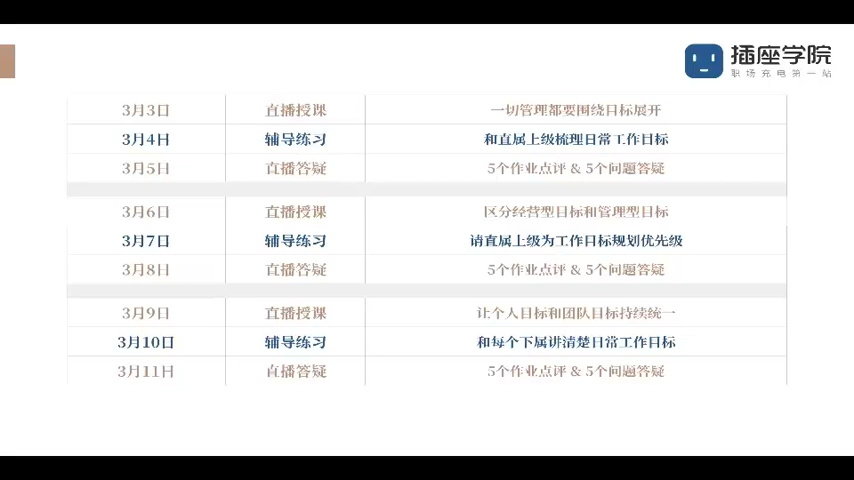 插座学院
职场充电第一站
3月3日 直播授课 一切管理都要围绕目标展开
3月4日 辅导练习 和直属上级梳理日常工作目标
3月5日 直播答疑 5个作业点评 & 5个问题答疑
3月6日 直播授课 区分经营型目标和管理型目标
3月7日 辅导练习 请直属上级为工作目标规划优先级
3月8日 直播答疑 5个作业点评 & 5个问题答疑
3月9日 直播授课 让个人目标和团队目标持续统一
3月10日 辅导练习 和每个下属讲清楚日常工作目标
3月11日 直播答疑 5个作业点评 & 5个问题答疑